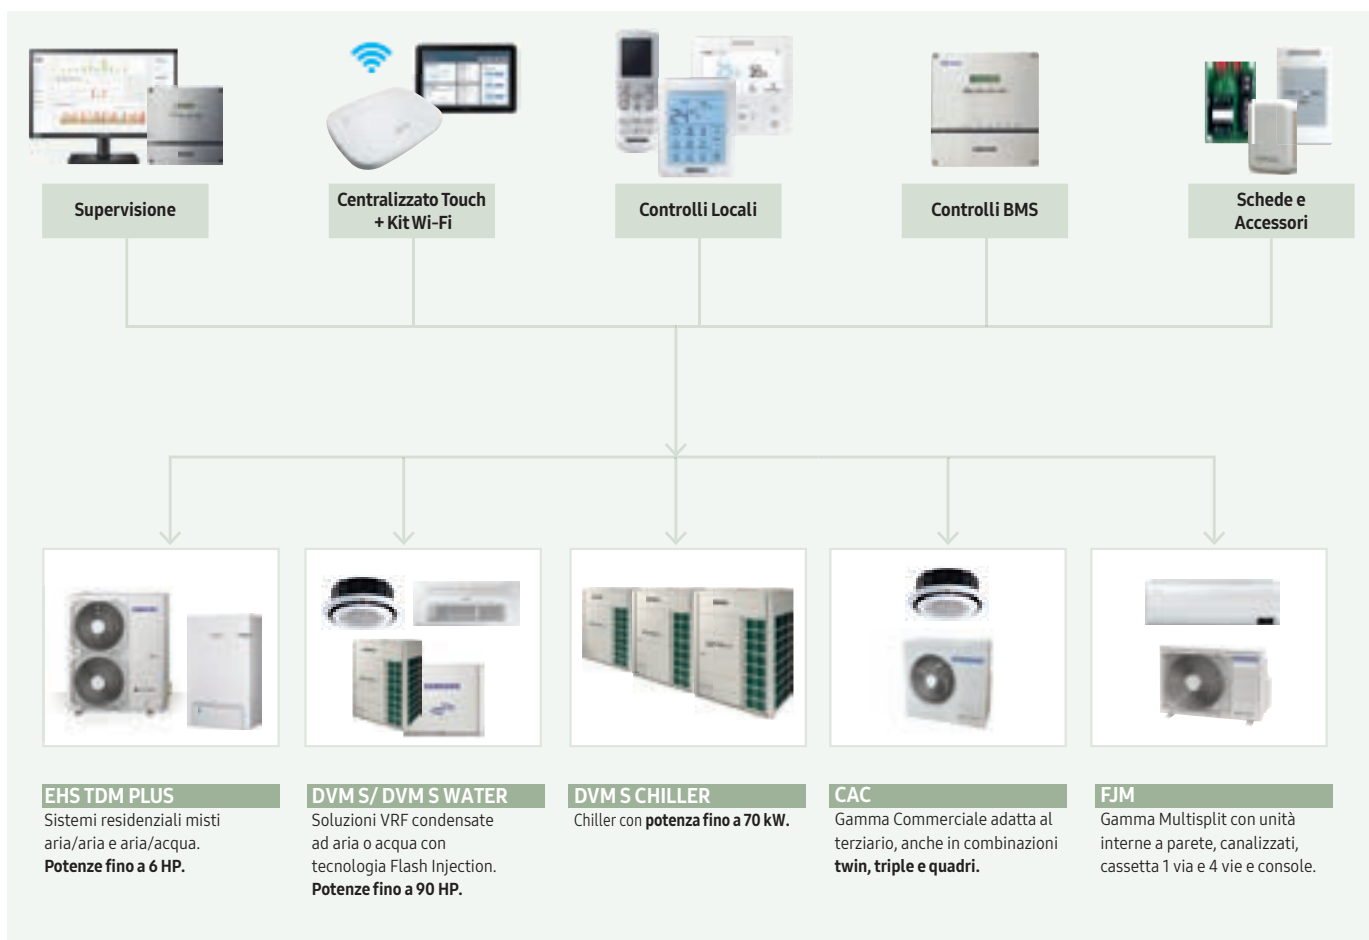 Supervisione
Centralizzato Touch
+ Kit Wi-Fi
Controlli Locali
Controlli BMS
Schede e
Accessori
EHS TDM PLUS
Sistemi residenziali misti
aria/aria e aria/acqua.
Potenze fino a 6 HP.
DVM S/ DVM S WATER
Soluzioni VRF condensate
ad aria o acqua con
tecnologia Flash Injection.
Potenze fino a 90 HP.
DVM S CHILLER
Chiller con potenza fino a 70 kW.
CAC
Gamma Commerciale adatta al
terziario, anche in combinazioni
twin, triple e quadri.
FJM
Gamma Multisplit con unità
interne a parete, canalizzati,
cassetta 1 via e 4 vie e console.